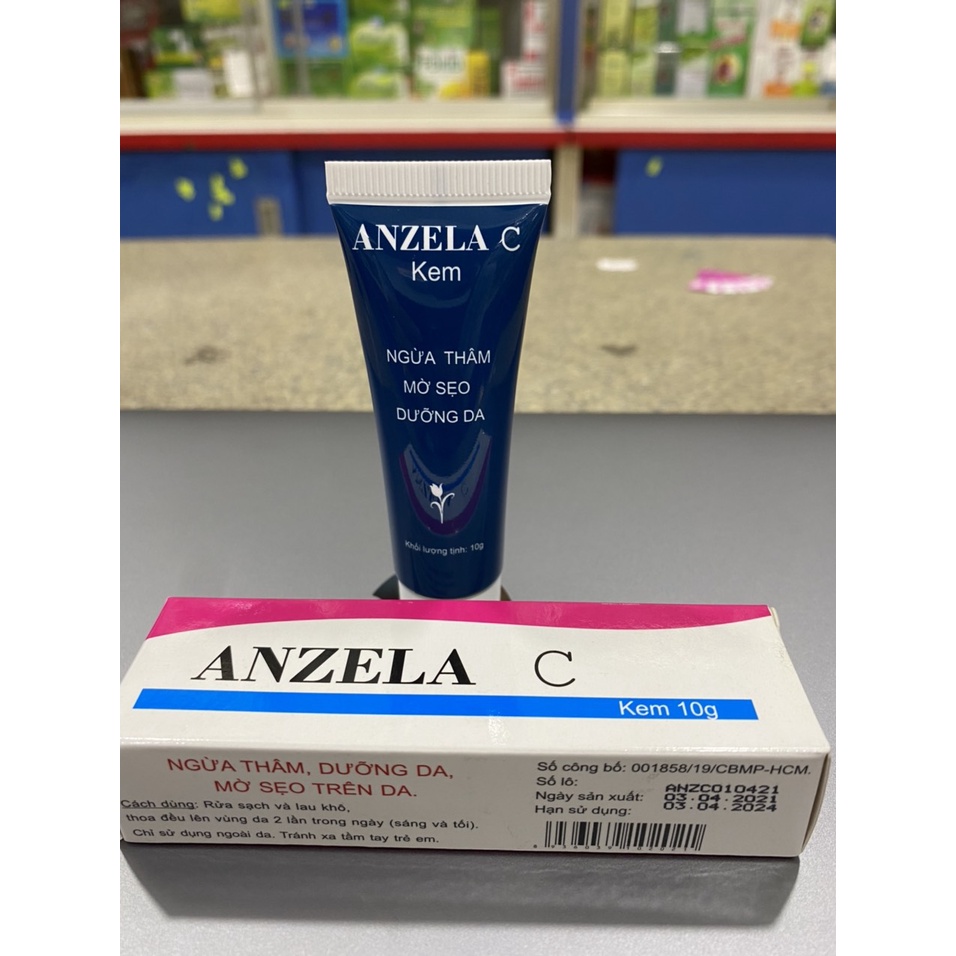 ANZELA C
Kem
NGỪA THÂM
MỜ SẸO
DƯỠNG DA
Khối lượng tịnh: 10g
ANZELA C
Kem 10g
NGỪA THÂM, DƯỠNG DA,
MỜ SẸO TRÊN DA.
Cách dùng: Rửa sạch và lau khô,
thoa đều lên vùng da 2 lần trong ngày (sáng và tối).
Chỉ sử dụng ngoài da. Tránh xa tầm tay trẻ em.
Số công bố: 001858/19/CBMP-HCM.
Số lô: ANZC010421
Ngày sản xuất: 03.04.2021
Hạn sử dụng: 03.04.2024